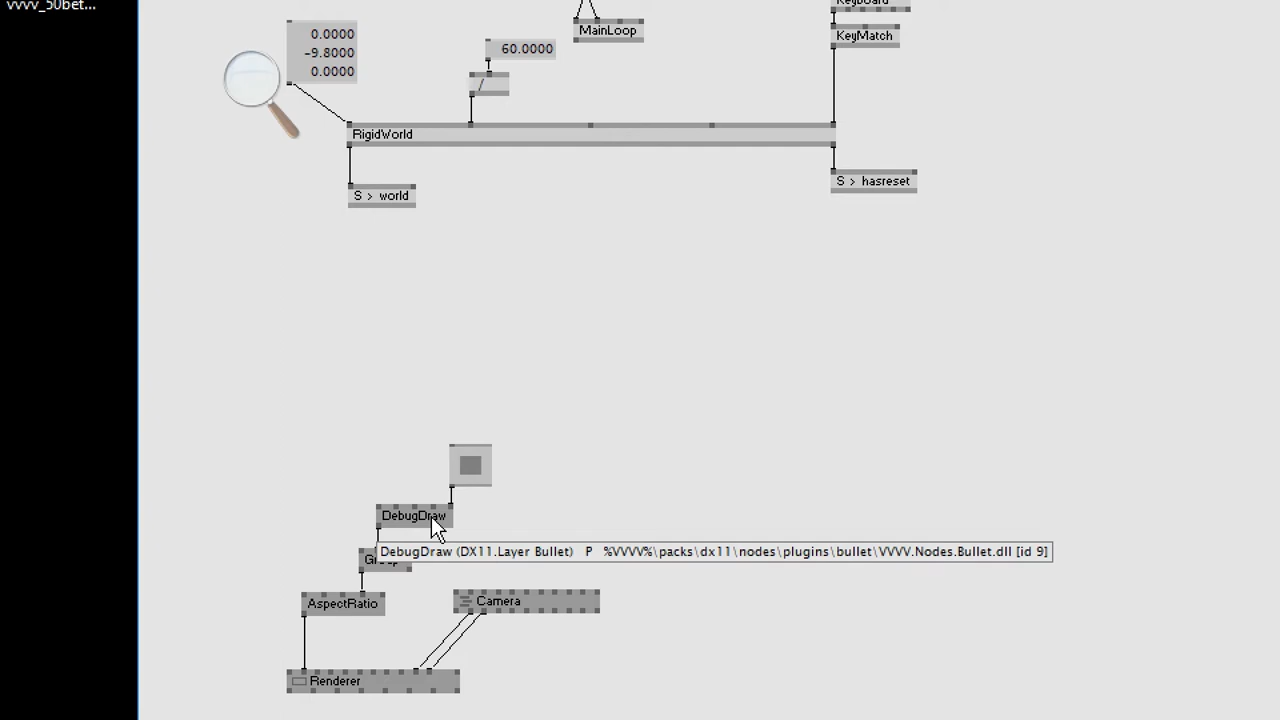 vvvv_50bet...
Keyboard
0.0000
-9.8000
0.0000
60.0000
MainLoop
KeyMatch
/
RigidWorld
S > world
S > hasreset
DebugDraw
DebugDraw (DX11.Layer Bullet) P %VVVV%\packs\dx11\nodes\plugins\bullet\VVVV.Nodes.Bullet.dll [id 9]
AspectRatio
Camera
Renderer